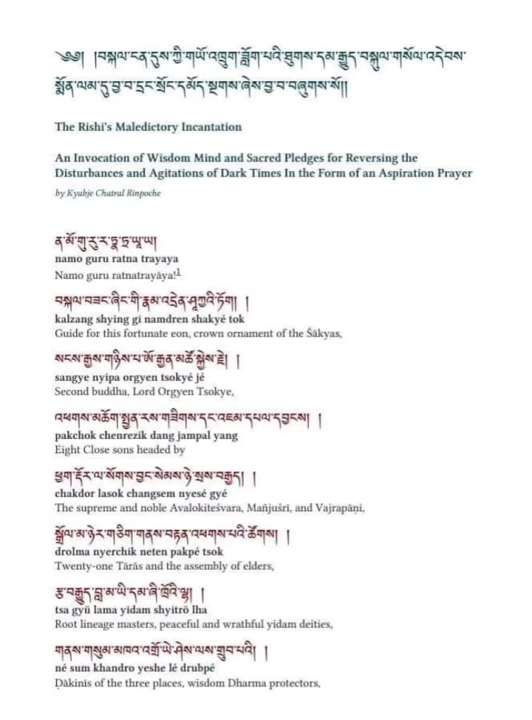 ༄༅། །བསྐལ་ངན་དུས་ཀྱི་གཡོ་འཁྲུག་ཟློག་པའི་ཐུགས་དམ་རྒྱུད་བསྐུལ་གསོལ་འདེབས་
སྨོན་ལམ་དུ་བྱ་བ་དྲང་སྲོང་དམོད་སྔགས་ཞེས་བྱ་བ་བཞུགས་སོ།།
The Rishi's Maledictory Incantation
An Invocation of Wisdom Mind and Sacred Pledges for Reversing the
Disturbances and Agitations of Dark Times In the Form of an Aspiration Prayer
by Kyabje Chatral Rinpoche
ན་མོ་གུ་རུ་རཏྣ་ཏྲ་ཡཱ་ཡ།
namo guru ratna trayaya
Namo guru ratnatrayāya!1
བསྐལ་བཟང་ཞིང་གི་རྣམ་འདྲེན་ཤཱཀྱའི་ཏོག །
kalzang shying gi namdren shakyé tok
Guide for this fortunate eon, crown ornament of the Śākyas,
སངས་རྒྱས་གཉིས་པ་ཨོ་རྒྱན་མཚོ་སྐྱེས་རྗེ། །
sangye nyipa orgyen tsokyé jé
Second buddha, Lord Orgyen Tsokye,
འཕགས་མཆོག་སྤྱན་རས་གཟིགས་དང་འཇམ་དཔལ་དབྱངས། །
pakchok chenrezik dang jampal yang
Eight Close sons headed by
ཕྱག་རྡོར་ལ་སོགས་བྱང་སེམས་ཉེ་སྲས་བརྒྱད། །
chakdor lasok changsem nyesé gyé
The supreme and noble Avalokiteśvara, Mañjuśrī, and Vajrapāṇi,
སྒྲོལ་མ་ཉེར་གཅིག་གནས་བརྟན་འཕགས་པའི་ཚོགས། །
drolma nyerchik neten pakpé tsok
Twenty-one Tārās and the assembly of elders,
རྩ་བརྒྱུད་བླ་མ་ཡི་དམ་ཞི་ཁྲོའི་ལྷ། །
tsa gyü lama yidam shyitrö lha
Root lineage masters, peaceful and wrathful yidam deities,
གནས་གསུམ་མཁའ་འགྲོ་ཡེ་ཤེས་ལས་གྲུབ་པའི། །
né sum khandro yeshe lé drubpé
Ḍākinīs of the three places, wisdom Dharma protectors,